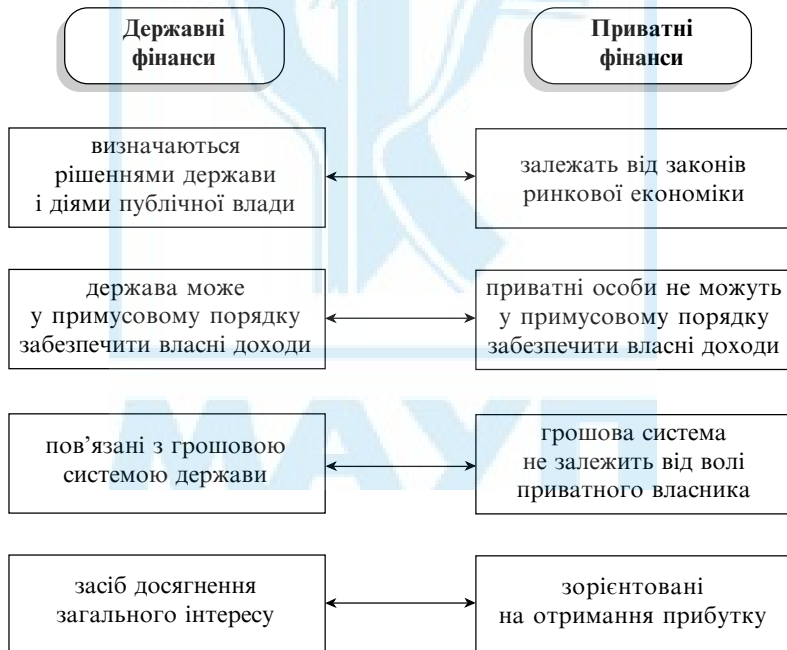 Державні
фінанси
Приватні
фінанси
визначаються
рішеннями держави
і діями публічної влади
залежать від законів
ринкової економіки
держава може
у примусовому порядку
забезпечити власні доходи
приватні особи не можуть
у примусовому порядку
забезпечити власні доходи
пов’язані з грошовою
системою держави
грошова система
не залежить від волі
приватного власника
засіб досягнення
загального інтересу
зорієнтовані
на отримання прибутку
МАУП